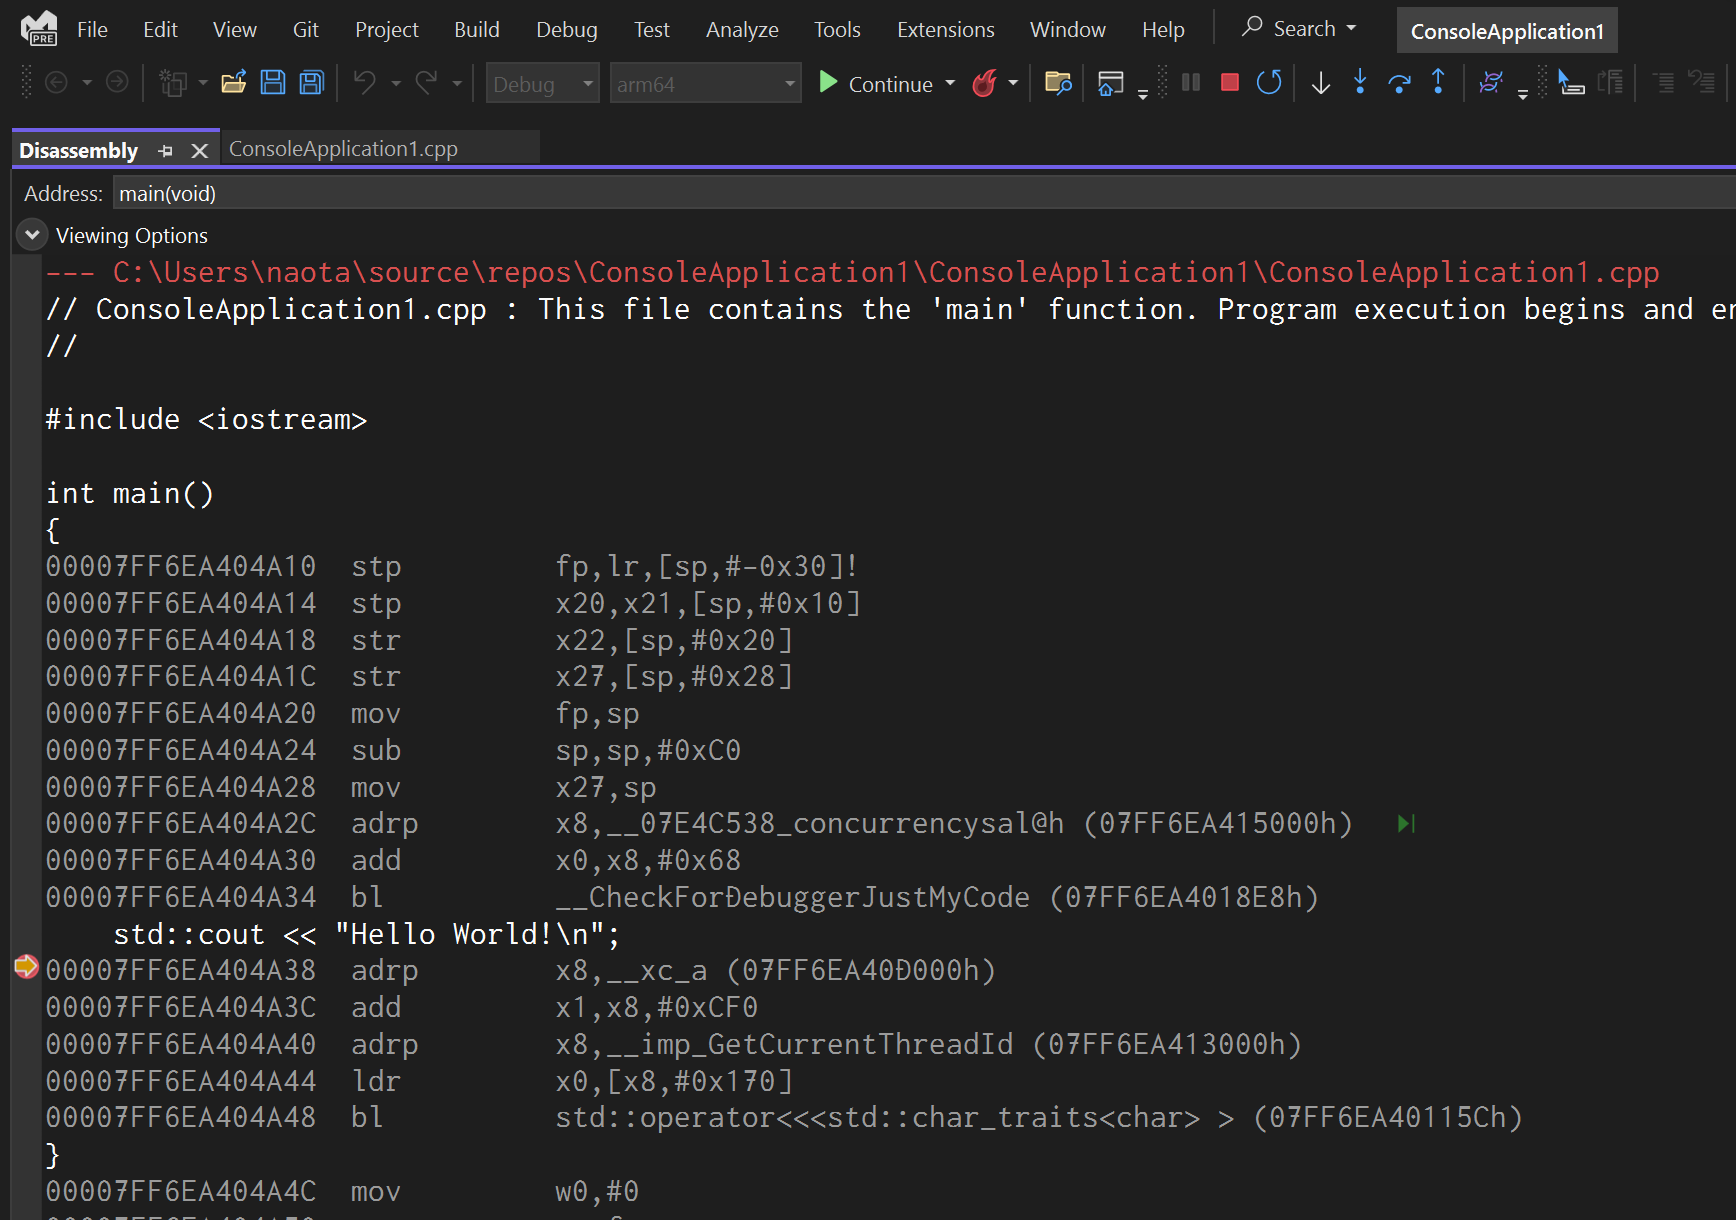 PRE File Edit View Git Project Build Debug Test Analyze Tools Extensions Window Help Search ConsoleApplication1
Debug arm64 Continue
Disassembly ConsoleApplication1.cpp
Address: main(void)
Viewing Options
--- C:\Users\naota\source\repos\ConsoleApplication1\ConsoleApplication1\ConsoleApplication1.cpp
// ConsoleApplication1.cpp : This file contains the 'main' function. Program execution begins and
//
#include <iostream>
int main()
{
00007FF6EA404A10 stp fp,lr,[sp,#-0x30]!
00007FF6EA404A14 stp x20,x21,[sp,#0x10]
00007FF6EA404A18 str x22,[sp,#0x20]
00007FF6EA404A1C str x27,[sp,#0x28]
00007FF6EA404A20 mov fp,sp
00007FF6EA404A24 sub sp,sp,#0xC0
00007FF6EA404A28 mov x27,sp
00007FF6EA404A2C adrp x8,__07E4C538_concurrencysal@h (07FF6EA415000h)
00007FF6EA404A30 add x0,x8,#0x68
00007FF6EA404A34 bl __CheckForDebuggerJustMyCode (07FF6EA4018E8h)
std::cout << "Hello World!\n";
00007FF6EA404A38 adrp x8,__xc_a (07FF6EA40D000h)
00007FF6EA404A3C add x1,x8,#0xCF0
00007FF6EA404A40 adrp x8,__imp_GetCurrentThreadId (07FF6EA413000h)
00007FF6EA404A44 ldr x0,[x8,#0x170]
00007FF6EA404A48 bl std::operator<<<std::char_traits<char> > (07FF6EA40115Ch)
}
00007FF6EA404A4C mov w0,#0